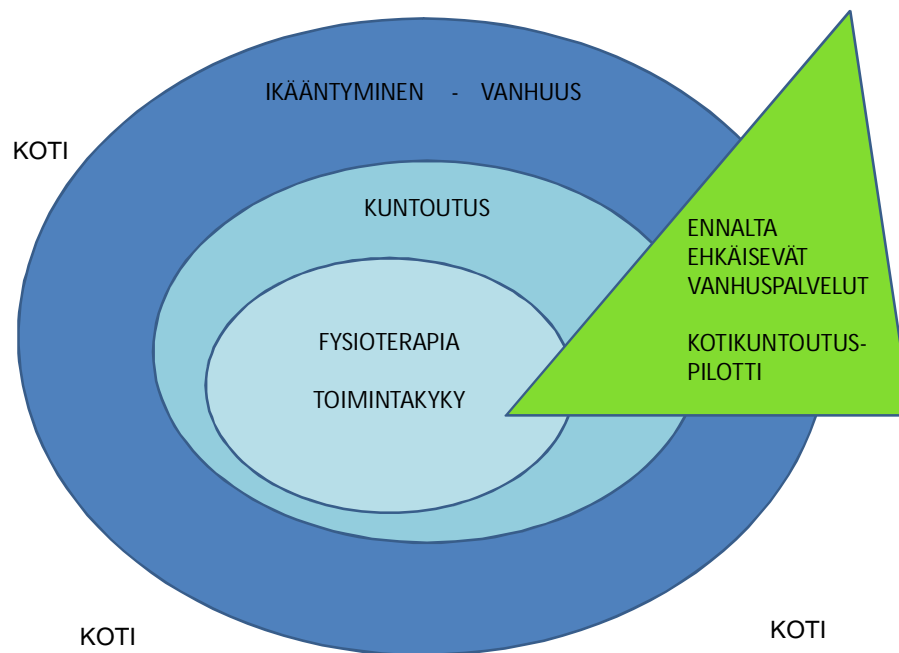 IKÄÄNTYMINEN - VANHUUS
KOTI
KUNTOUTUS
ENNALTA
EHKÄISEVÄT
VANHUSPALVELUT
KOTIKUNTOUTUS-
PILOTTI
FYSIOTERAPIA
TOIMINTAKYKY
KOTI
KOTI